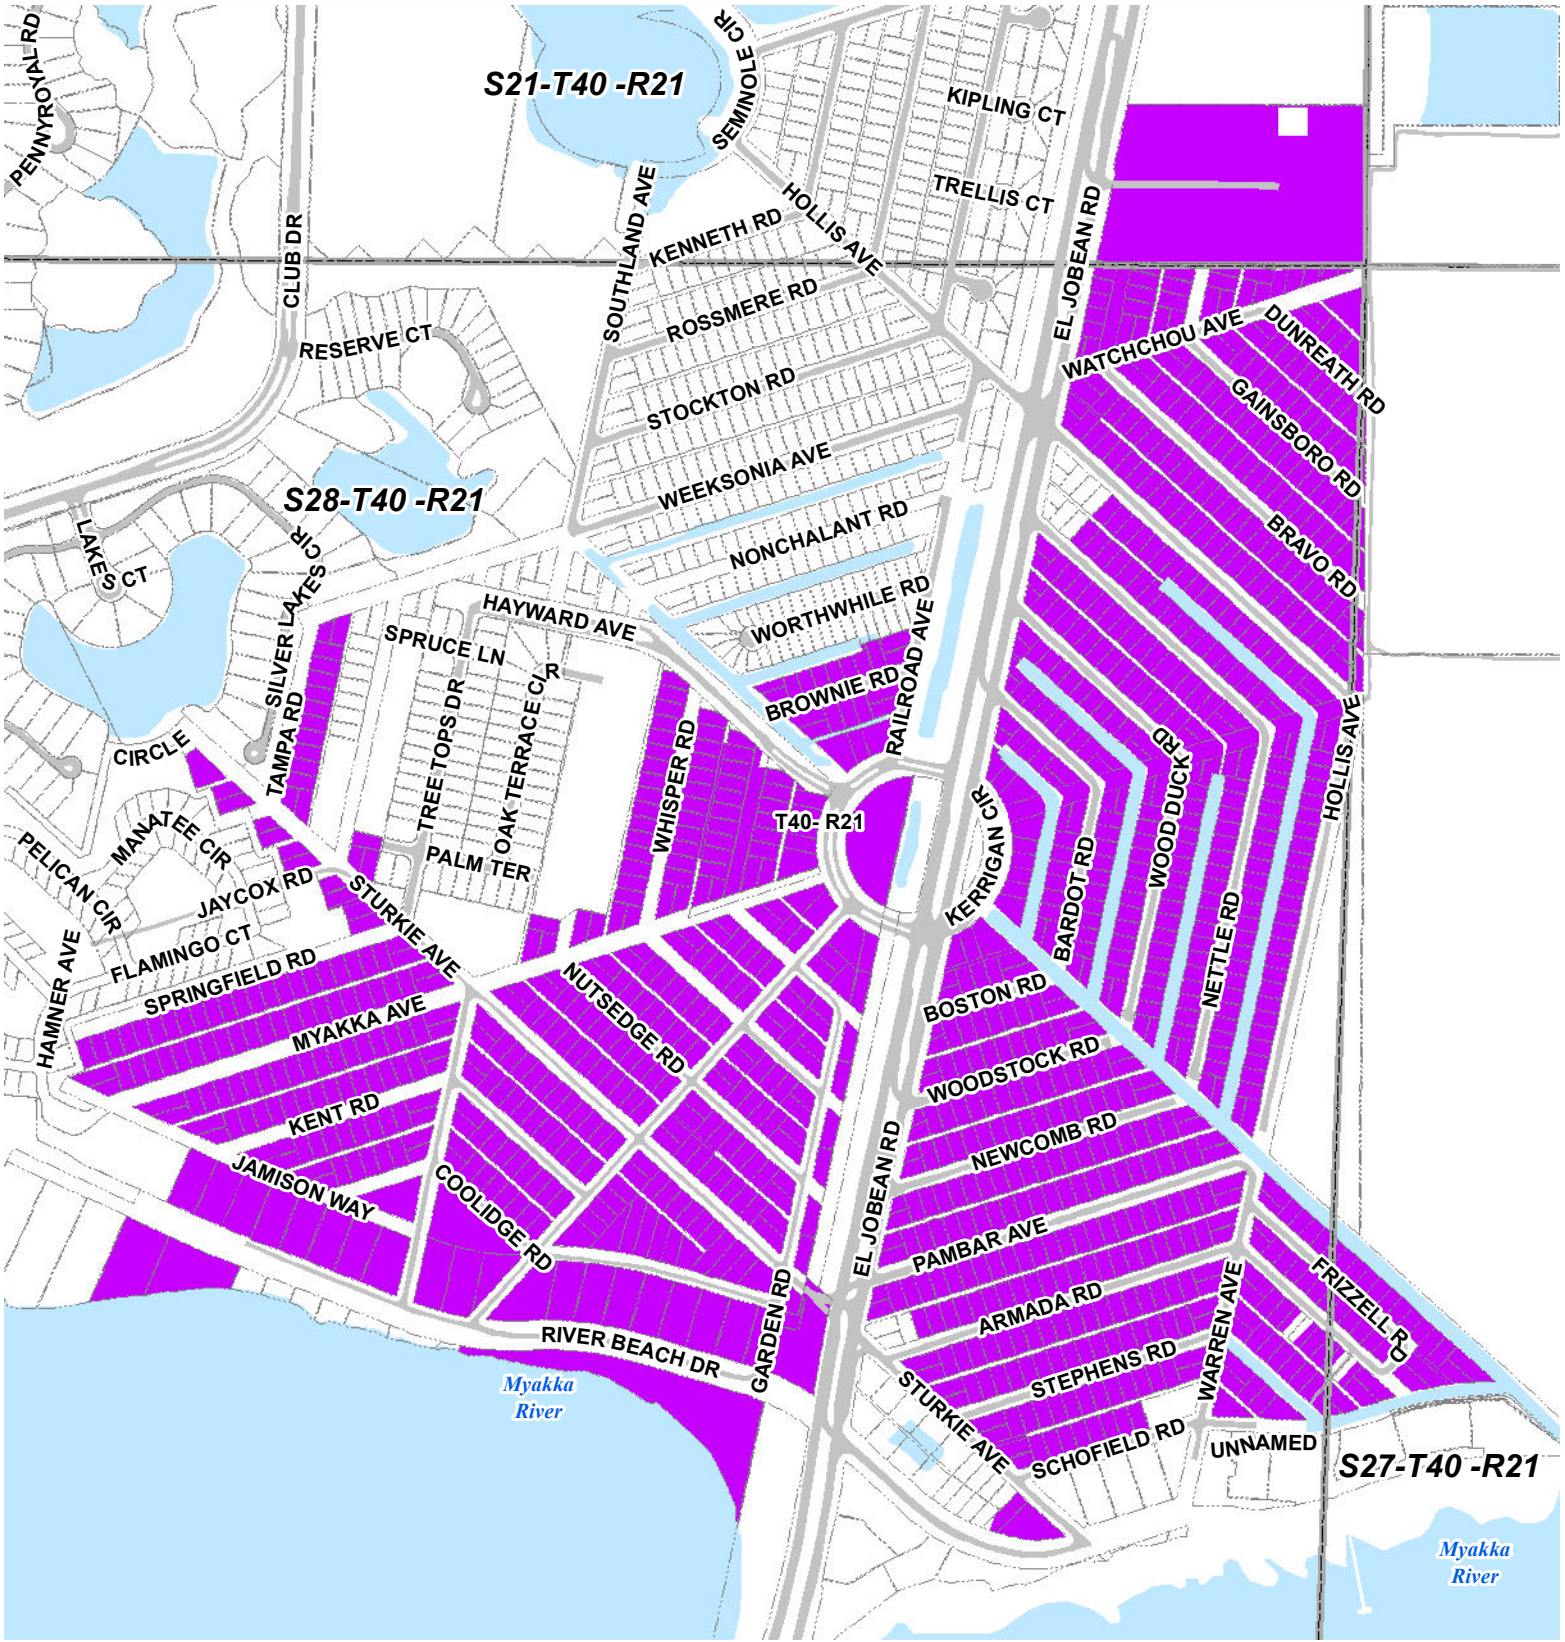 PENNYROYAL RD
S21-T40 -R21
SEMINOLE CIR
KIPLING CT
TRELLIS CT
CLUB DR
SOUTHLAND AVE
KENNETH RD
HOLLIS AVE
EL JOBEAN RD
ROSSMERE RD
RESERVE CT
WATCHCHOU AVE
DUNREATH RD
STOCKTON RD
GAINSBORO RD
WEEKSONIA AVE
S28-T40 -R21
LAKES CT
NONCHALANT RD
BRAVO RD
SILVER LAKES CIR
HAYWARD AVE
WORTHWHILE RD
SPRUCE LN
TAMPA RD
TREE TOPS DR
OAK TERRACE CIR
BROWNIE RD
RAILROAD AVE
CIRCLE
WHISPER RD
WOOD DUCK RD
HOLLIS AVE
T40- R21
KERRIGAN CIR
MANATEE CIR
PELICAN CIR
PALM TER
BARDOT RD
JAYCOX RD
STURKIE AVE
NETTLE RD
FLAMINGO CT
SPRINGFIELD RD
HAMNER AVE
MYAKKA AVE
NUTSEDGE RD
BOSTON RD
WOODSTOCK RD
KENT RD
NEWCOMB RD
JAMISON WAY
COOLIDGE RD
EL JOBEAN RD
PAMBAR AVE
ARMADA RD
FRIZZELL RD
GARDEN RD
RIVER BEACH DR
WARREN AVE
STEPHENS RD
Myakka
River
STURKIE AVE
SCHOFIELD RD
UNNAMED
S27-T40 -R21
Myakka
River